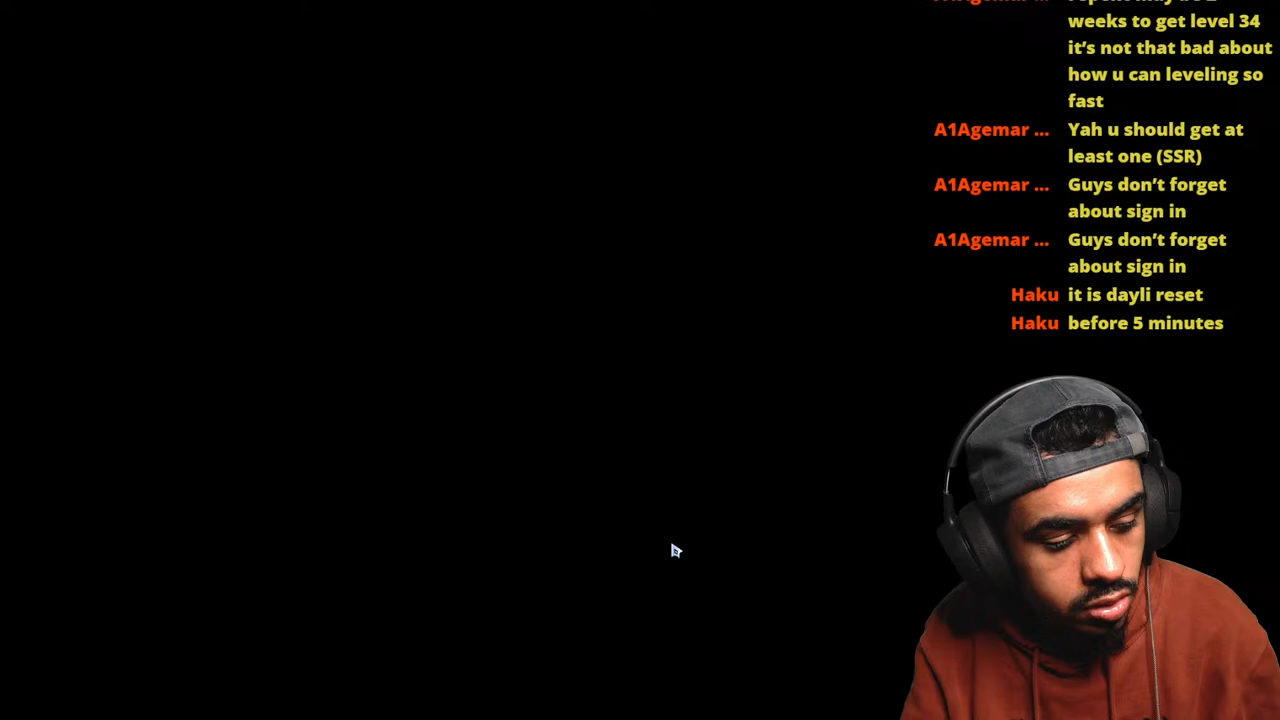 weeks to get level 34
it's not that bad about
how u can leveling so
fast
A1Agemar ... Yah u should get at
least one (SSR)
A1Agemar ... Guys don't forget
about sign in
A1Agemar ... Guys don't forget
about sign in
Haku it is dayli reset
Haku before 5 minutes